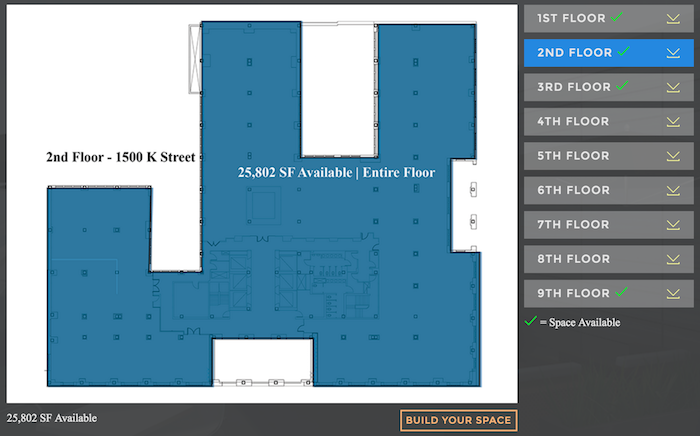 2nd Floor - 1500 K Street
25,802 SF Available | Entire Floor
25,802 SF Available
BUILD YOUR SPACE
1ST FLOOR
2ND FLOOR
3RD FLOOR
4TH FLOOR
5TH FLOOR
6TH FLOOR
7TH FLOOR
8TH FLOOR
9TH FLOOR
= Space Available